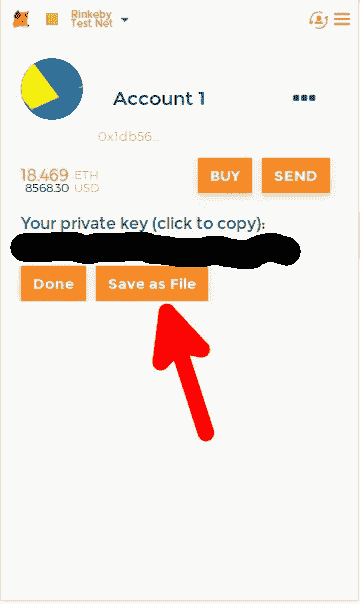 Rinkeby
Test Net
Account 1
0x1db56...
18.469 ETH
8568.30 USD
BUY
SEND
Your private key (click to copy):
Done
Save as File